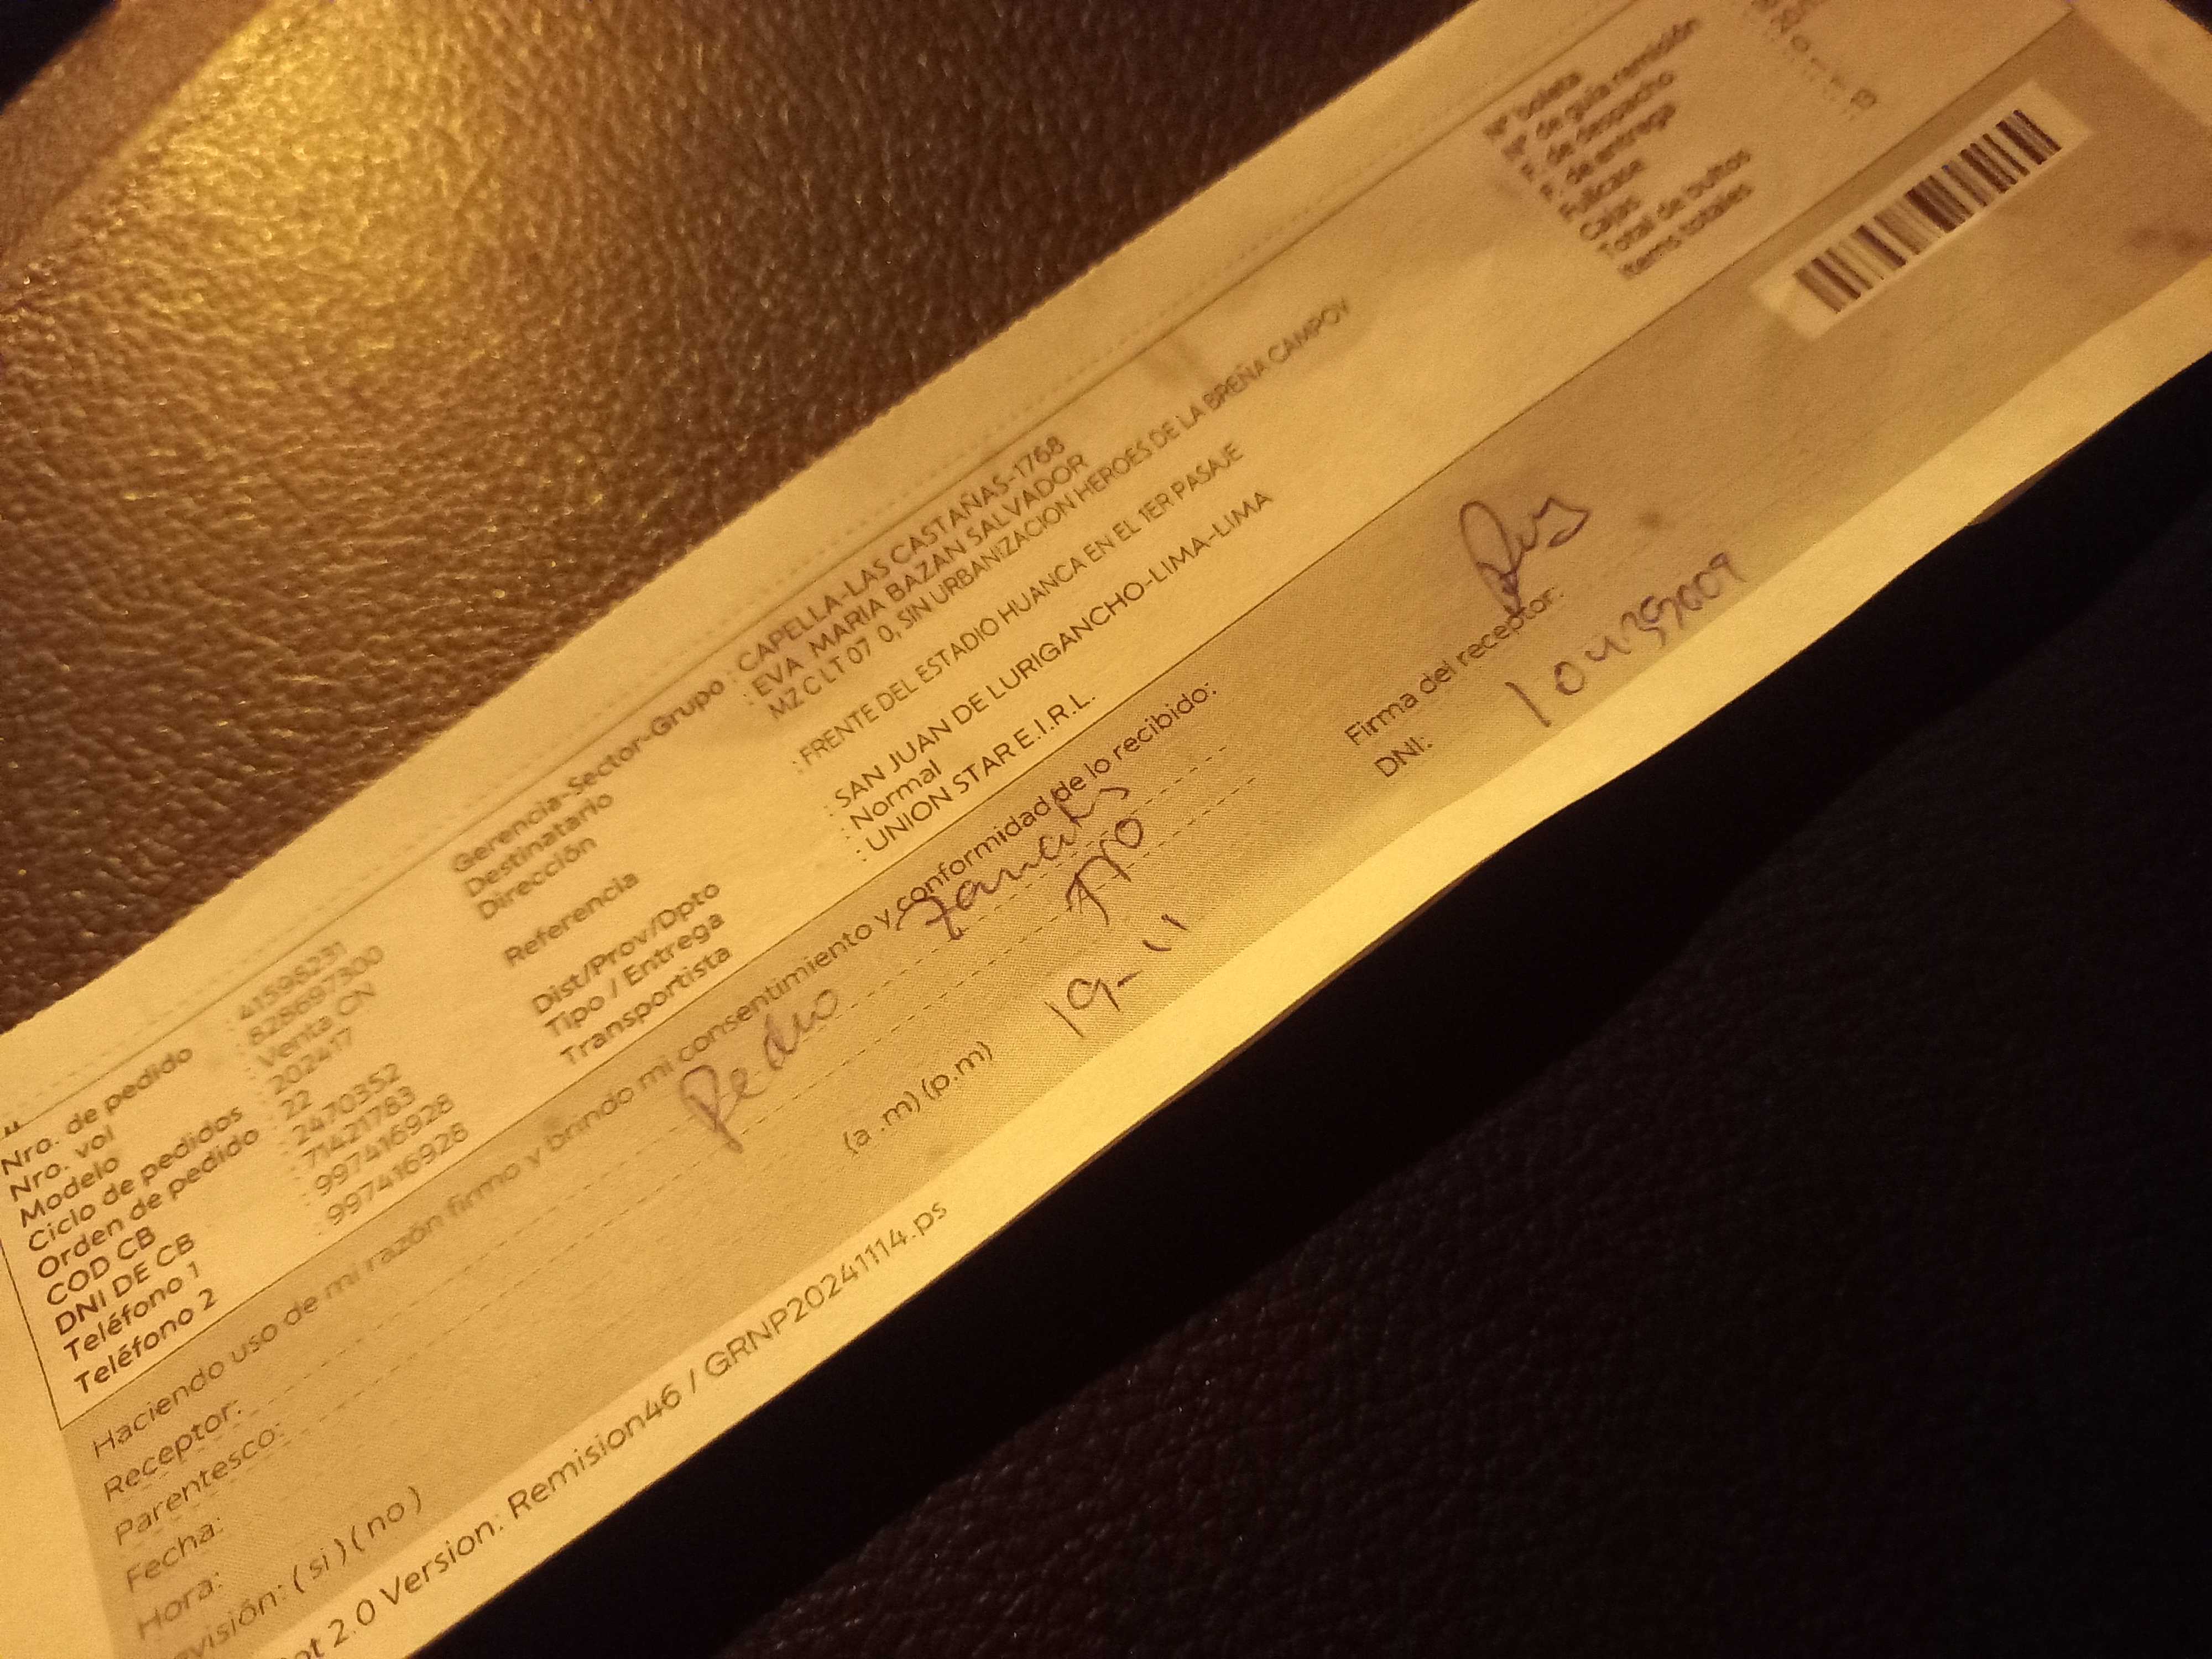 Nro. de pedido : 41598231
Nro. vol : 828697300
Modelo : Venta CN
Ciclo de pedidos : 202417
Orden de pedido : 22
COD CB : 2470352
DNI DE CB : 71421783
Teléfono 1 : 997416928
Teléfono 2 : 997416928
Gerencia-Sector-Grupo : CAPELLA-LAS CASTAÑAS-1768
Destinatario : EVA MARIA BAZAN SALVADOR
Dirección MZ C LT 07 0, SIN URBANIZACION HEROES DE LA BREÑA CAMPOY
Referencia : FRENTE DEL ESTADIO HUANCA EN EL 1ER PASAJE
Dist/Prov/Dpto : SAN JUAN DE LURIGANCHO-LIMA-LIMA
Tipo / Entrega : Normal
Transportista : UNION STAR E.I.R.L.
N° boleta
N° de guía remisión
de despacho
de entrega
Fullcase
Cajas
Total de bultos
Items totales
Haciendo uso de mi razón firmo y brindo mi consentimiento y conformidad de lo recibido:
Receptor: Pedro
Parentesco:
Fecha: 19-11
Hora: (a .m) (p.m)
visión: ( si ) ( no )
Firma del receptor:
DNI:
2.0 Version: Remision46 / GRNP20241114.ps